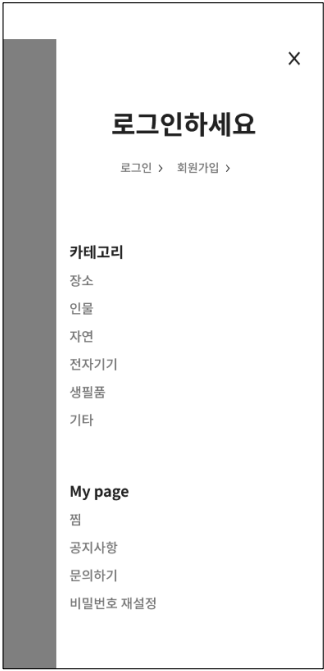 X
로그인하세요
로그인 > 회원가입 >
카테고리
장소
인물
자연
전자기기
생필품
기타
My page
찜
공지사항
문의하기
비밀번호 재설정